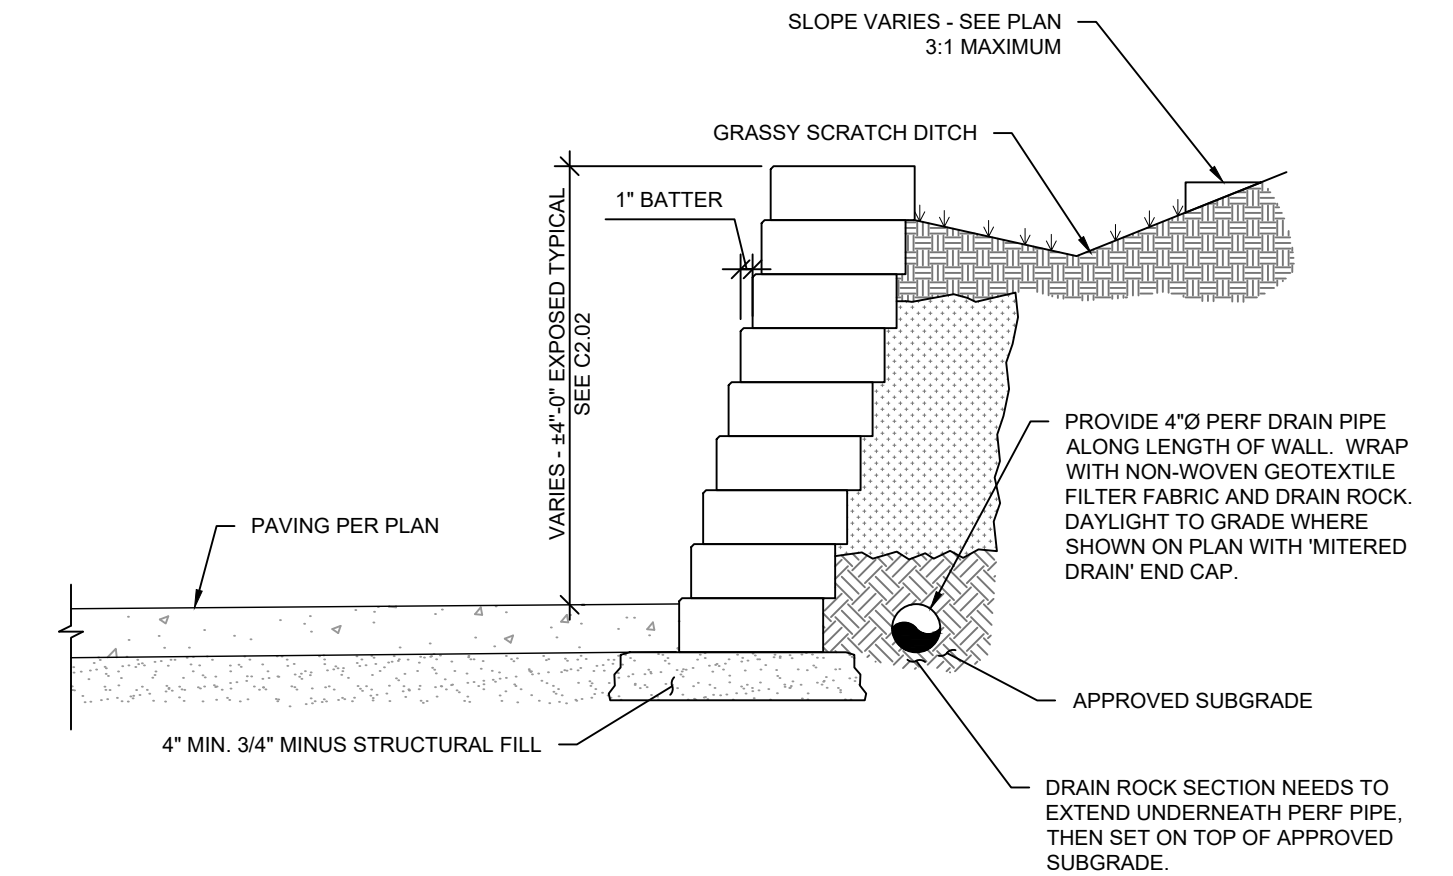 SLOPE VARIES - SEE PLAN
3:1 MAXIMUM
GRASSY SCRATCH DITCH
1" BATTER
VARIES - ±4"-0" EXPOSED TYPICAL
SEE C2.02
PROVIDE 4"Ø PERF DRAIN PIPE
ALONG LENGTH OF WALL. WRAP
WITH NON-WOVEN GEOTEXTILE
FILTER FABRIC AND DRAIN ROCK.
DAYLIGHT TO GRADE WHERE
SHOWN ON PLAN WITH 'MITERED
DRAIN' END CAP.
PAVING PER PLAN
APPROVED SUBGRADE
4" MIN. 3/4" MINUS STRUCTURAL FILL
DRAIN ROCK SECTION NEEDS TO
EXTEND UNDERNEATH PERF PIPE,
THEN SET ON TOP OF APPROVED
SUBGRADE.